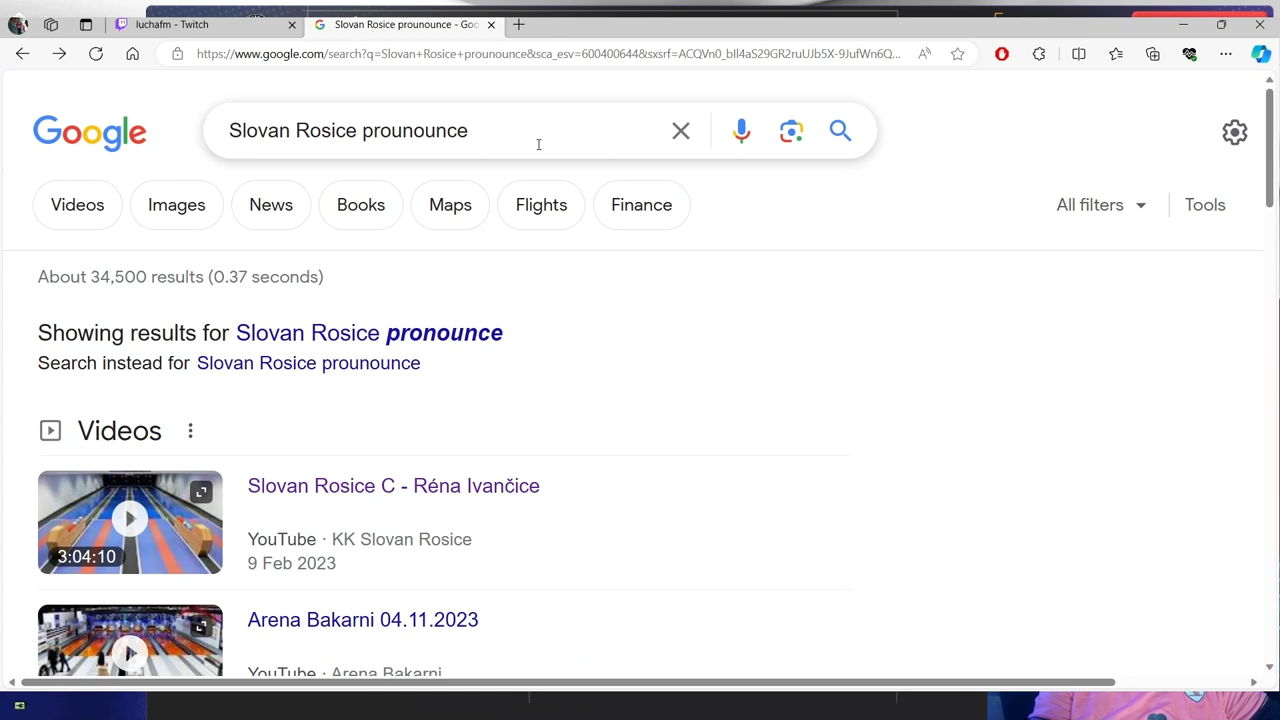 luchafm - Twitch
Slovan Rosice prounounce - Goo
https://www.google.com/search?q=Slovan+Rosice+prounounce&sca_esv=600400644&sxsrf=ACQVn0_bIl4aS29GR2ruUJb5X-9JufWn6Q...
Google
Slovan Rosice prounounce
Videos
Images
News
Books
Maps
Flights
Finance
All filters
Tools
About 34,500 results (0.37 seconds)
Showing results for Slovan Rosice pronounce
Search instead for Slovan Rosice prounounce
Videos
Slovan Rosice C - Réna Ivančice
YouTube · KK Slovan Rosice
9 Feb 2023
3:04:10
Arena Bakarni 04.11.2023
YouTube · Arena Bakarni